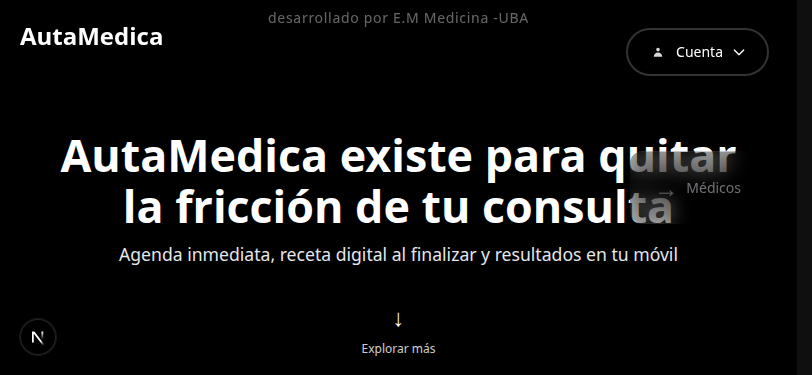 desarrollado por E.M Medicina -UBA
AutaMedica
Cuenta
AutaMedica existe para quitar
la fricción de tu consulta
→ Médicos
Agenda inmediata, receta digital al finalizar y resultados en tu móvil
↓
Explorar más
N